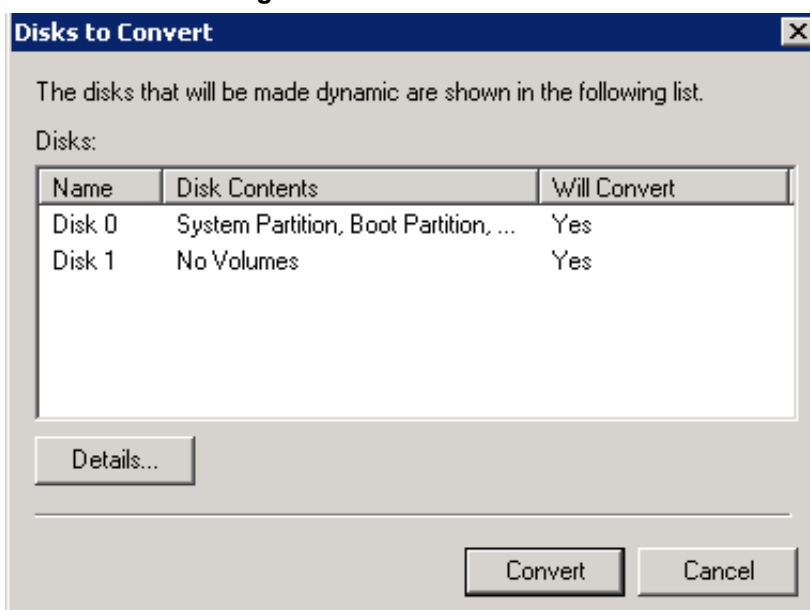 Disks to Convert
The disks that will be made dynamic are shown in the following list.
Disks:
Name Disk Contents Will Convert
Disk 0 System Partition, Boot Partition, ... Yes
Disk 1 No Volumes Yes
Details...
Convert Cancel